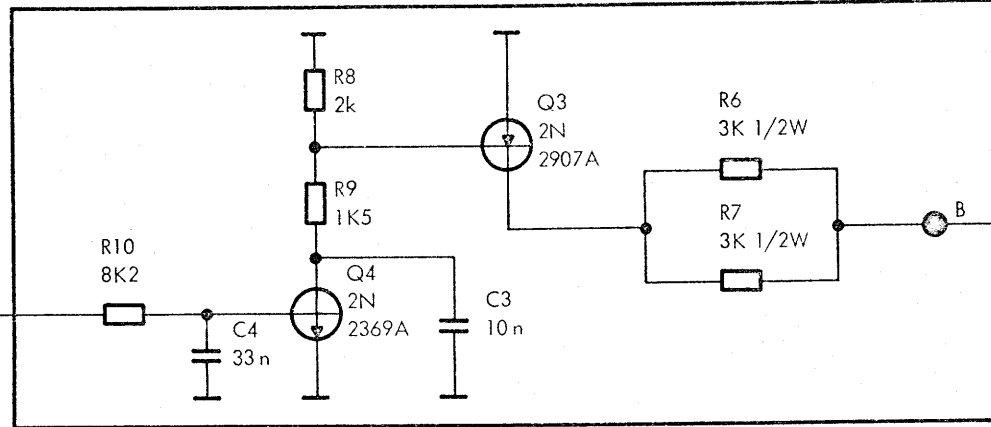 R8
2k
Q3
2N
2907A
R6
3K 1/2W
R9
1K5
R7
3K 1/2W
B
R10
8K2
Q4
2N
2369A
C4
33n
C3
10n